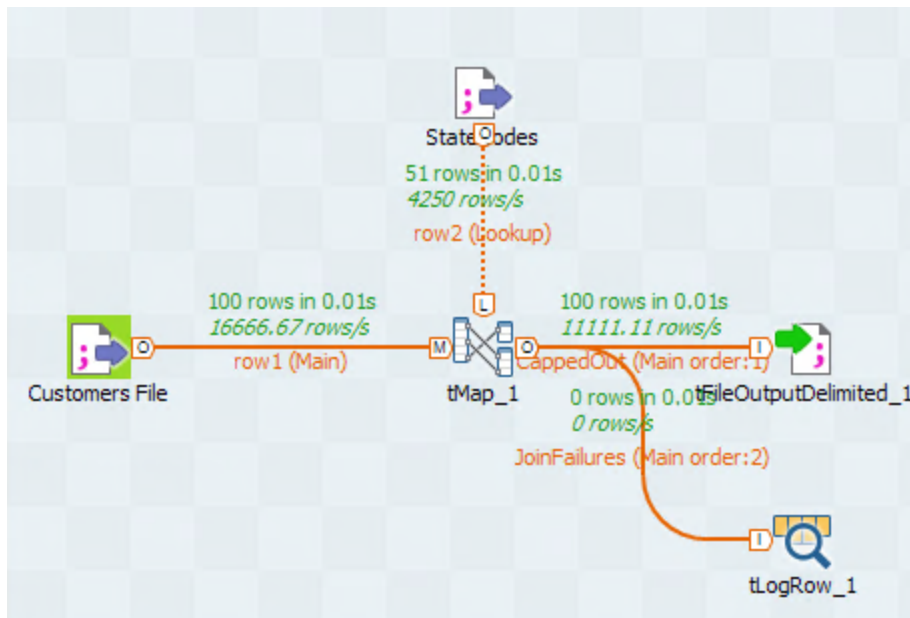 StateCodes
51 rows in 0.01s
4250 rows/s
row2 (Lookup)
L
100 rows in 0.01s
16666.67 rows/s
O
row1 (Main)
M
Customers File
tMap_1
O
100 rows in 0.01s
11111.11 rows/s
CappedOut (Main order:1)
I
tFileOutputDelimited_1
0 rows in 0.01s
0 rows/s
JoinFailures (Main order:2)
I
tLogRow_1